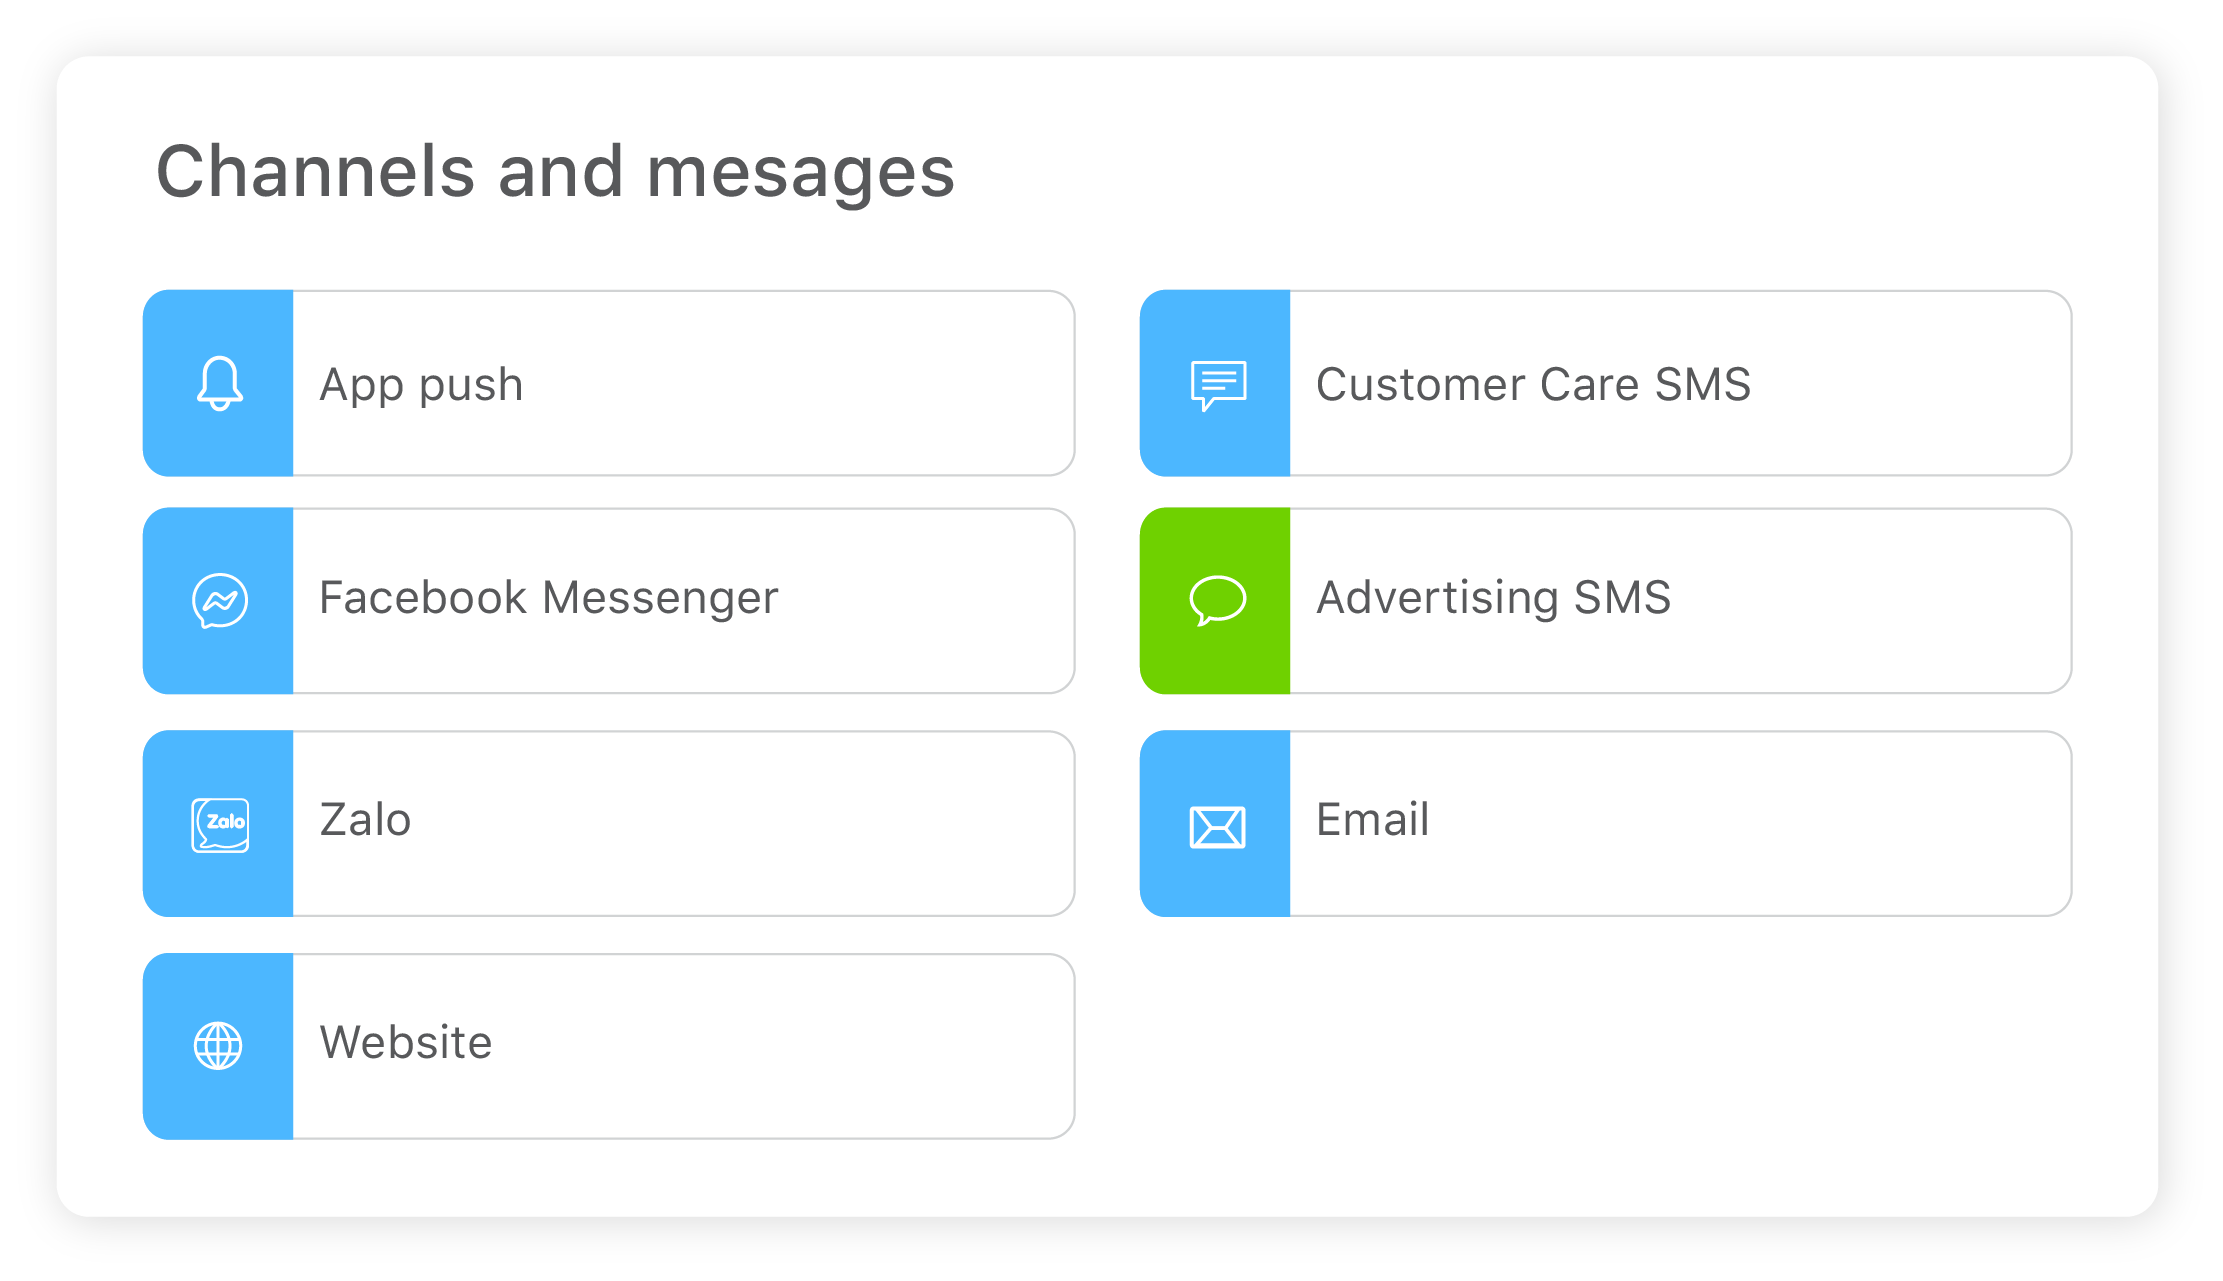 Channels and mesages
App push
Customer Care SMS
Facebook Messenger
Advertising SMS
Zalo
Zalo
Email
Website